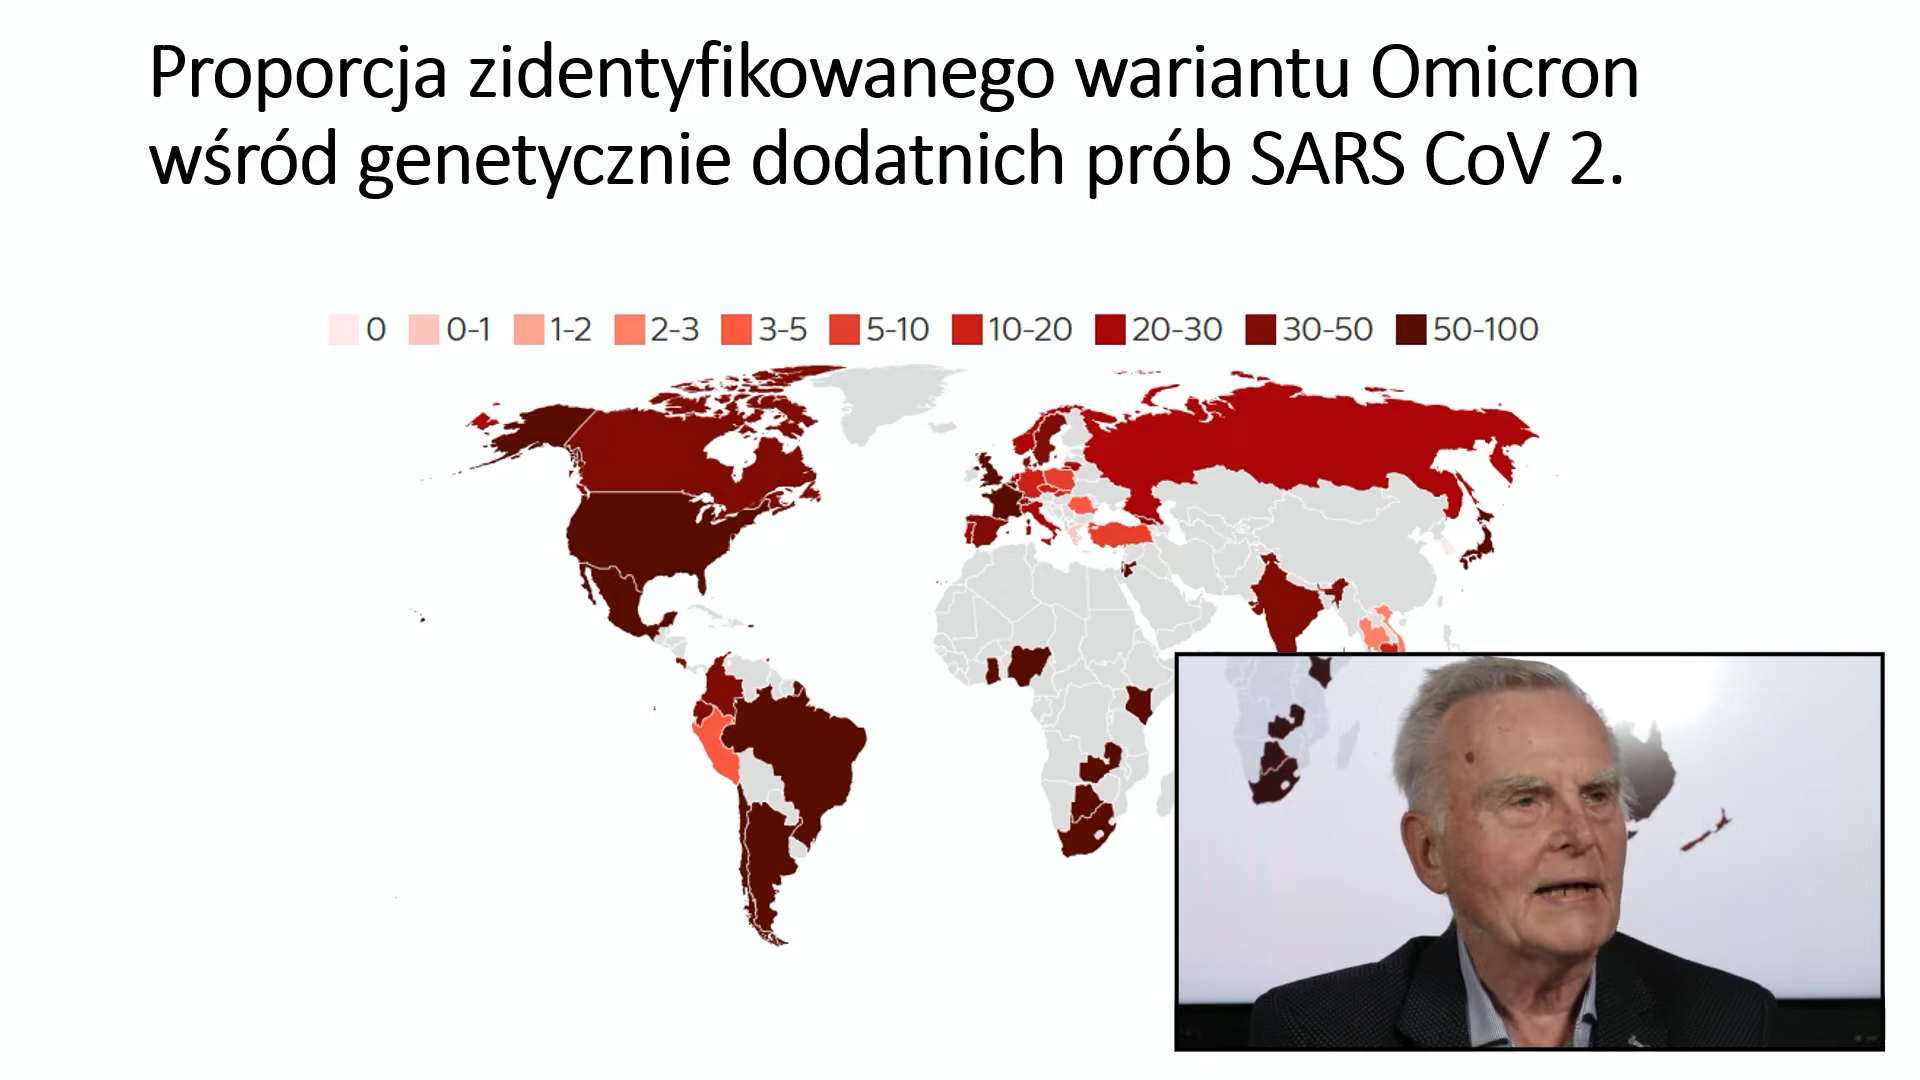 Proporcja zidentyfikowanego wariantu Omicron
wśród genetycznie dodatnich prób SARS CoV 2.
0 0-1 1-2 2-3 3-5 5-10 10-20 20-30 30-50 50-100